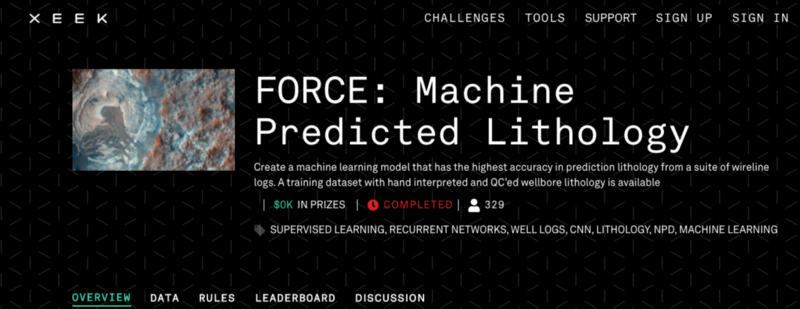 XEEK
CHALLENGES TOOLS SUPPORT SIGN UP SIGN IN
FORCE: Machine
Predicted Lithology
Create a machine learning model that has the highest accuracy in prediction lithology from a suite of wireline
logs. A training dataset with hand interpreted and QC'ed wellbore lithology is available
| $0K IN PRIZES | COMPLETED | 329
SUPERVISED LEARNING, RECURRENT NETWORKS, WELL LOGS, CNN, LITHOLOGY, NPD, MACHINE LEARNING
OVERVIEW DATA RULES LEADERBOARD DISCUSSION